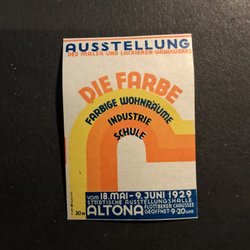 AUSSTELLUNG
DES MALER UND LACKIERER-HANDWERKS
DIE FARBE
FARBIGE WOHNRÄUME
INDUSTRIE
SCHULE
VOM 18. MAI - 9. JUNI 1929
STÄDTISCHE AUSSTELLUNGSHALLE
ALTONA FLOTTBEKER CHAUSSEE
GEÖFFNET 9-20 UHR